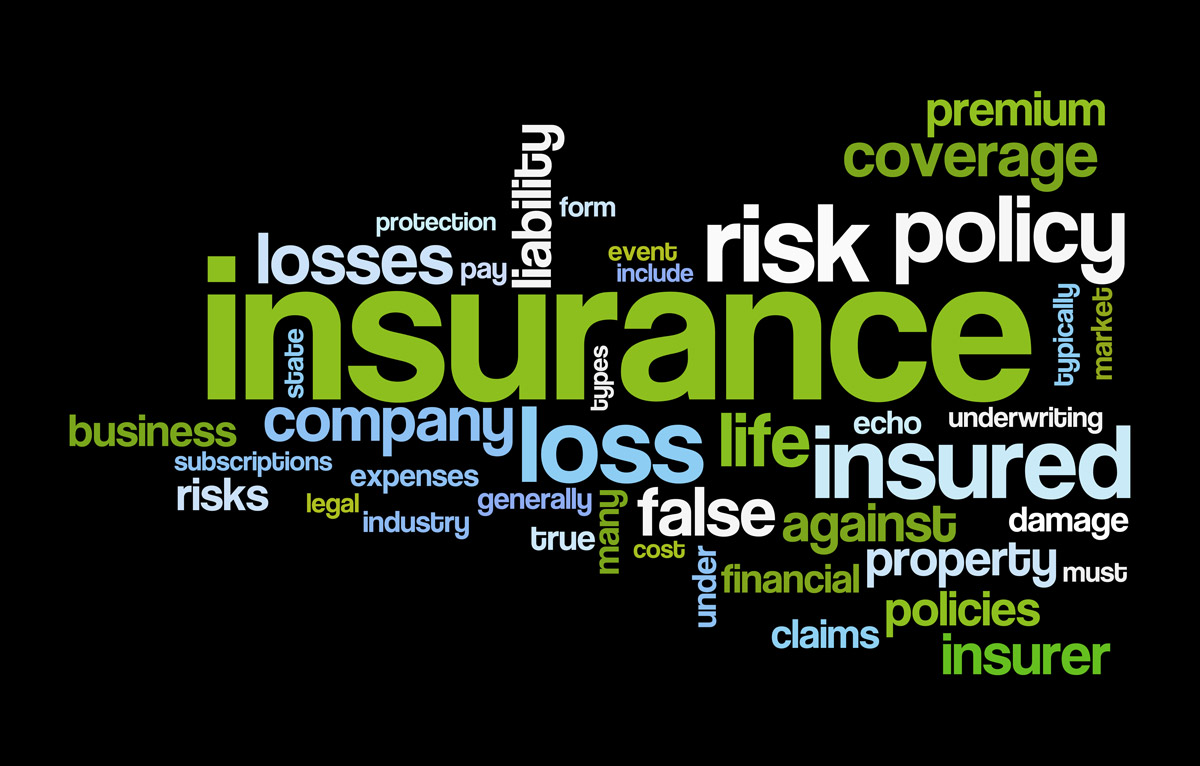 premium
coverage
liability
form
protection
risk
policy
losses
pay
event
include
insurance
typically
market
state
types
business
company
loss
life
echo
underwriting
insured
subscriptions
expenses
risks
legal
generally
industry
many
false
against
damage
true
cost
under
financial
property
must
policies
claims
insurer